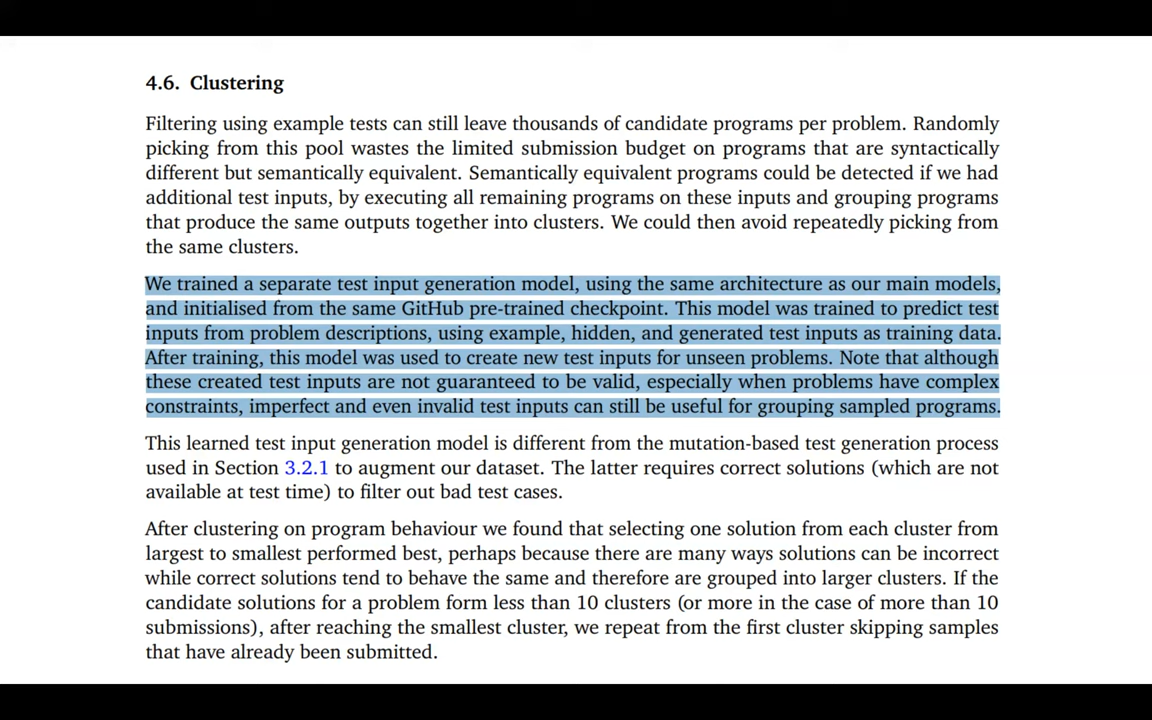 4.6. Clustering
Filtering using example tests can still leave thousands of candidate programs per problem. Randomly
picking from this pool wastes the limited submission budget on programs that are syntactically
different but semantically equivalent. Semantically equivalent programs could be detected if we had
additional test inputs, by executing all remaining programs on these inputs and grouping programs
that produce the same outputs together into clusters. We could then avoid repeatedly picking from
the same clusters.
We trained a separate test input generation model, using the same architecture as our main models,
and initialised from the same GitHub pre-trained checkpoint. This model was trained to predict test
inputs from problem descriptions, using example, hidden, and generated test inputs as training data.
After training, this model was used to create new test inputs for unseen problems. Note that although
these created test inputs are not guaranteed to be valid, especially when problems have complex
constraints, imperfect and even invalid test inputs can still be useful for grouping sampled programs.
This learned test input generation model is different from the mutation-based test generation process
used in Section 3.2.1 to augment our dataset. The latter requires correct solutions (which are not
available at test time) to filter out bad test cases.
After clustering on program behaviour we found that selecting one solution from each cluster from
largest to smallest performed best, perhaps because there are many ways solutions can be incorrect
while correct solutions tend to behave the same and therefore are grouped into larger clusters. If the
candidate solutions for a problem form less than 10 clusters (or more in the case of more than 10
submissions), after reaching the smallest cluster, we repeat from the first cluster skipping samples
that have already been submitted.